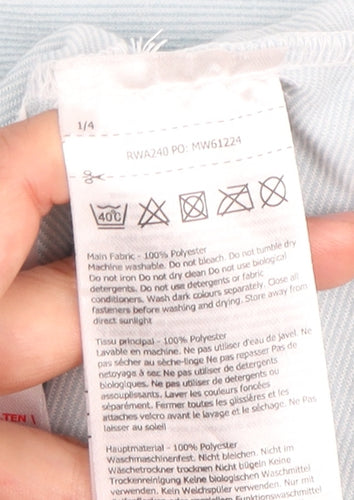 1/4
RWA240 PO: MW61224
40C
Main Fabric - 100% Polyester
Machine washable. Do not bleach. Do not tumble dry
Do not iron Do not dry clean Do not use biological
detergents. Do not use detergents or fabric
conditioners. Wash dark colours separately. Close all
fasteners before washing and drying. Store away from
direct sunlight
Tissu principal - 100% Polyester
Lavable en machine. Ne pas utiliser d'eau de javel. Ne
pas sécher au sèche-linge Ne pas repasser Pas de
nettoyage à sec Ne pas utiliser de détergents
biologiques. Ne pas utiliser de detergents ou
assouplissants. Laver les couleurs foncées
séparément. Fermer toutes les glissières et les
attaches velcro avant le lavage et le séchage. Ne Pas
laisser au soleil
LTEN !
Hauptmaterial - 100% Polyester
Waschmaschinenfest. Nicht bleichen. Nicht im
Wäschetrockner trocknen Nicht bügeln Keine
Trockenreinigung Keine biologischen Waschmittel
verwenden. Kein Weichspüler verwenden. Nur mit